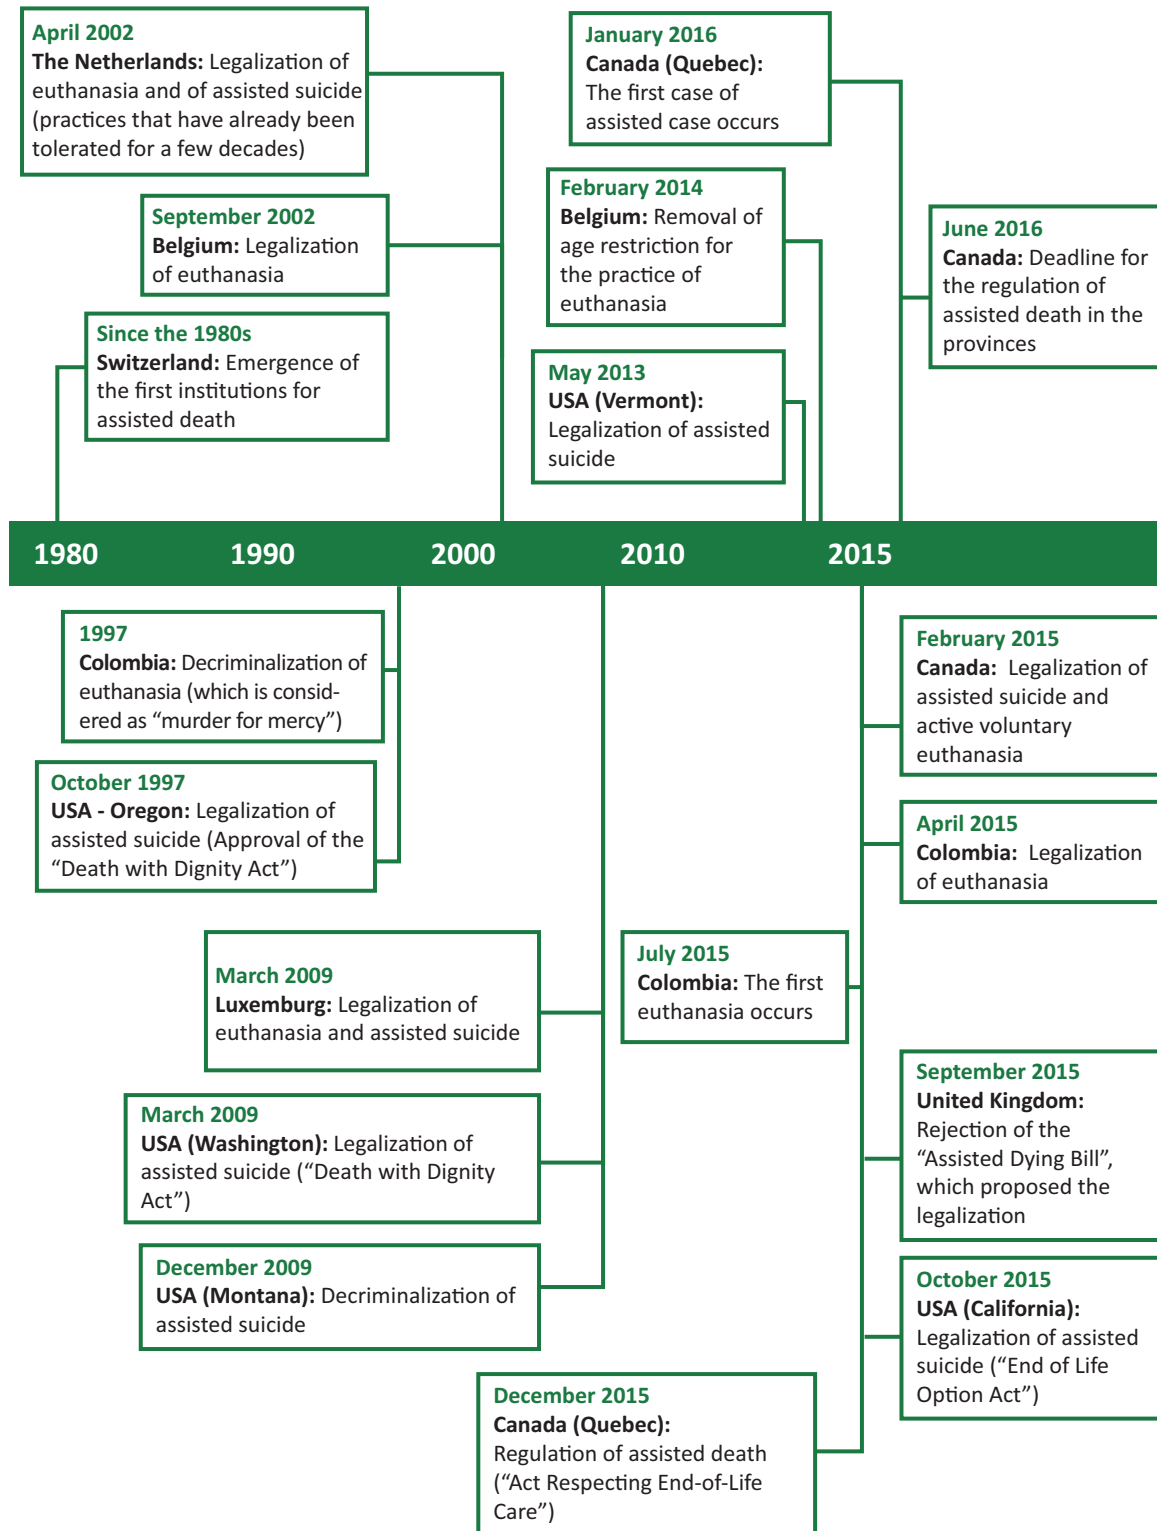 April 2002
The Netherlands: Legalization of
euthanasia and of assisted suicide
(practices that have already been
tolerated for a few decades)
September 2002
Belgium: Legalization
of euthanasia
Since the 1980s
Switzerland: Emergence of
the first institutions for
assisted death
January 2016
Canada (Quebec):
The first case of
assisted case occurs
February 2014
Belgium: Removal of
age restriction for
the practice of
euthanasia
May 2013
USA (Vermont):
Legalization of assisted
suicide
June 2016
Canada: Deadline for
the regulation of
assisted death in the
provinces
1980 1990 2000 2010 2015
1997
Colombia: Decriminalization of
euthanasia (which is consid-
ered as “murder for mercy”)
October 1997
USA - Oregon: Legalization of
assisted suicide (Approval of the
“Death with Dignity Act”)
March 2009
Luxemburg: Legalization of
euthanasia and assisted suicide
March 2009
USA (Washington): Legalization of
assisted suicide (“Death with Dignity
Act”)
December 2009
USA (Montana): Decriminalization of
assisted suicide
February 2015
Canada: Legalization of
assisted suicide and
active voluntary
euthanasia
April 2015
Colombia: Legalization
of euthanasia
July 2015
Colombia: The first
euthanasia occurs
September 2015
United Kingdom:
Rejection of the
“Assisted Dying Bill”,
which proposed the
legalization
October 2015
USA (California):
Legalization of assisted
suicide (“End of Life
Option Act”)
December 2015
Canada (Quebec):
Regulation of assisted death
(“Act Respecting End-of-Life
Care”)